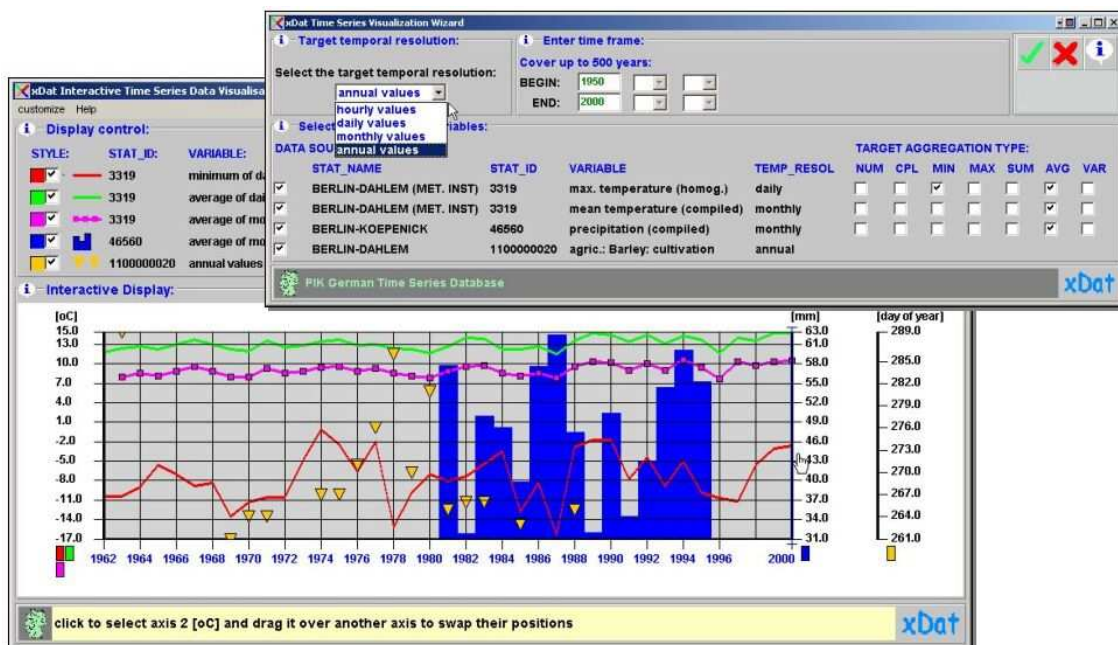 xDat Time Series Visualization Wizard
Target temporal resolution:
Enter time frame:
Select the target temporal resolution:
Cover up to 500 years:
annual values
BEGIN: 1950
END: 2000
hourly values
daily values
monthly values
annual values
Selec
riables:
DATA SOU
TARGET AGGREGATION TYPE:
STAT_NAME STAT_ID VARIABLE TEMP_RESOL NUM CPL MIN MAX SUM AVG VAR
BERLIN-DAHLEM (MET. INST) 3319 max. temperature (homog.) daily
BERLIN-DAHLEM (MET. INST) 3319 mean temperature (compiled) monthly
BERLIN-KOEPENICK 46560 precipitation (compiled) monthly
BERLIN-DAHLEM 1100000020 agric.: Barley: cultivation annual
PIK German Time Series Database
xDat
xDat Interactive Time Series Data Visualisa
customize Help
Display control:
STYLE: STAT_ID: VARIABLE:
3319 minimum of da
3319 average of dai
3319 average of mo
46560 average of mo
1100000020 annual values
Interactive Display:
[oC] [mm] [day of year]
15.0 63.0 289.0
13.0 61.0
10.0 58.0 285.0
7.0 55.0 282.0
4.0 52.0 279.0
1.0 49.0 276.0
-2.0 46.0 273.0
-5.0 43.0 270.0
-8.0 40.0 267.0
-11.0 37.0
-14.0 34.0 264.0
-17.0 31.0 261.0
1962 1964 1966 1968 1970 1972 1974 1976 1978 1980 1982 1984 1986 1988 1990 1992 1994 1996 2000
click to select axis 2 [oC] and drag it over another axis to swap their positions
xDat